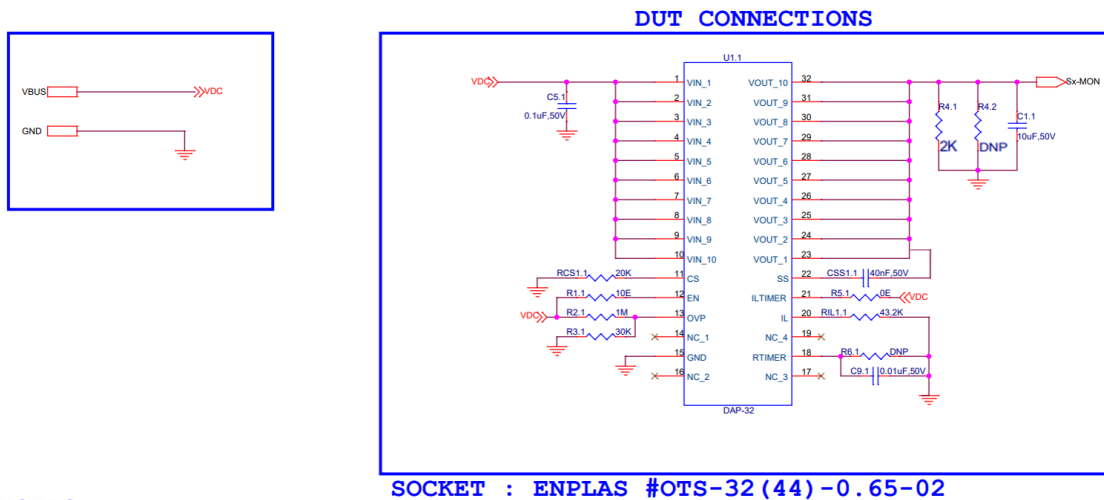 DUT CONNECTIONS
VBUS
VDC
GND
U1.1
VDC
C5.1
0.1uF,50V
1 VIN_1 VOUT_10 32
2 VIN_2 VOUT_9 31
3 VIN_3 VOUT_8 30
4 VIN_4 VOUT_7 29
5 VIN_5 VOUT_6 28
6 VIN_6 VOUT_5 27
7 VIN_7 VOUT_4 26
8 VIN_8 VOUT_3 25
9 VIN_9 VOUT_2 24
10 VIN_10 VOUT_1 23
Sx-MON
R4.1
2K
R4.2
DNP
C1.1
10uF,50V
RCS1.1 20K 11 CS SS 22 CSS1.1 40nF,50V
R1.1 10E 12 EN ILTIMER 21 R5.1 0E VDC
VDC R2.1 1M 13 OVP IL 20 RIL1.1 43.2K
R3.1 30K 14 NC_1 NC_4 19
15 GND RTIMER 18 R6.1 DNP
16 NC_2 NC_3 17 C9.1 0.01uF,50V
DAP-32
SOCKET : ENPLAS #OTS-32(44)-0.65-02